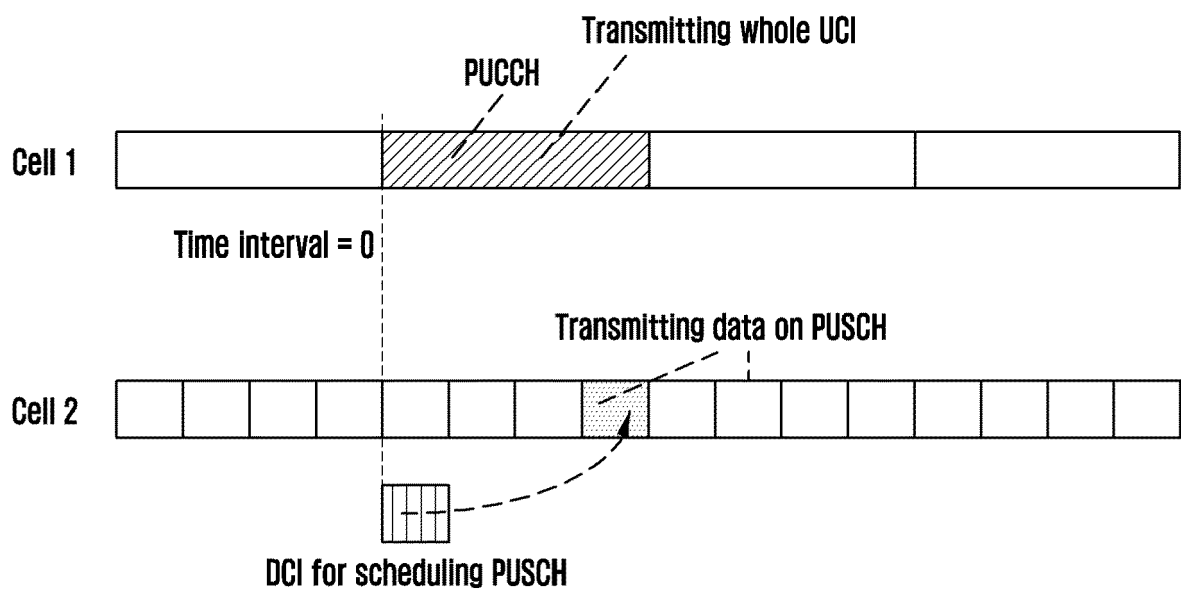 Transmitting whole UCI
PUCCH
Cell 1
Time interval = 0
Transmitting data on PUSCH
Cell 2
DCI for scheduling PUSCH